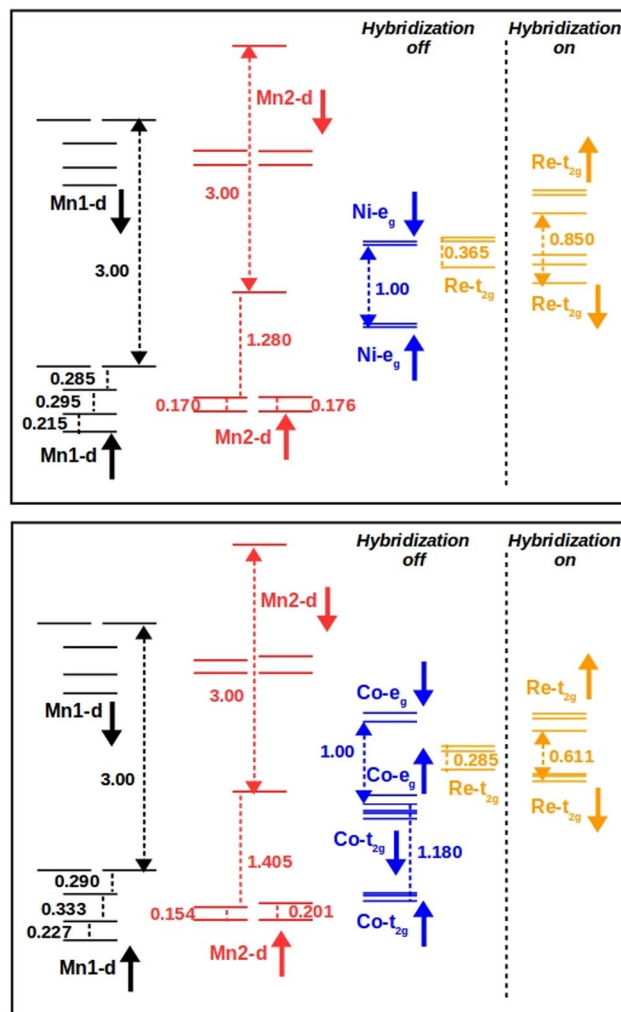 Hybridization off
Hybridization on
Mn2-d
Re-t2g
Mn1-d
3.00
Ni-eg
0.365
0.850
3.00
1.00
Re-t2g
Re-t2g
1.280
Ni-eg
0.285
0.295
0.170
0.176
0.215
Mn2-d
Mn1-d
Hybridization off
Hybridization on
Mn2-d
Co-eg
Re-t2g
3.00
Mn1-d
1.00
0.611
3.00
Co-eg
0.285
Re-t2g
Re-t2g
Co-t2g
1.180
1.405
0.290
0.333
0.154
0.201
0.227
Co-t2g
Mn2-d
Mn1-d